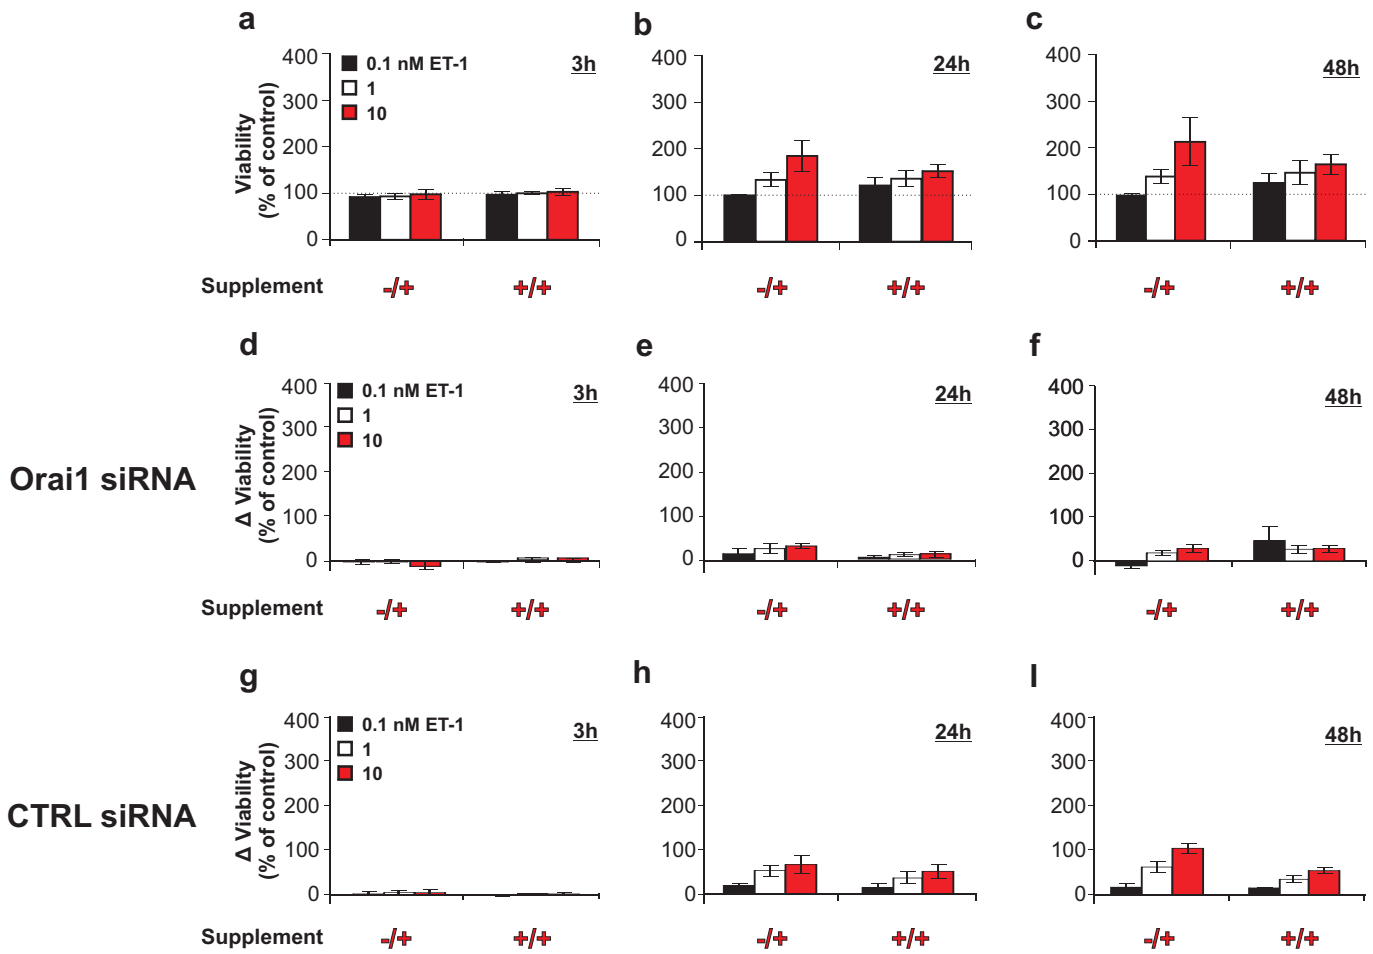 a
400
300
200
100
0
Viability
(% of control)
0.1 nM ET-1
1
10
3h
Supplement
-/+
+/+
b
400
300
200
100
0
24h
-/+
+/+
c
400
300
200
100
0
48h
-/+
+/+
Orai1 siRNA
d
400
300
200
100
0
Δ Viability
(% of control)
0.1 nM ET-1
1
10
3h
Supplement
-/+
+/+
e
400
300
200
100
0
24h
-/+
+/+
f
400
300
200
100
0
48h
-/+
+/+
CTRL siRNA
g
400
300
200
100
0
Δ Viability
(% of control)
0.1 nM ET-1
1
10
3h
Supplement
-/+
+/+
h
400
300
200
100
0
24h
-/+
+/+
I
400
300
200
100
0
48h
-/+
+/+